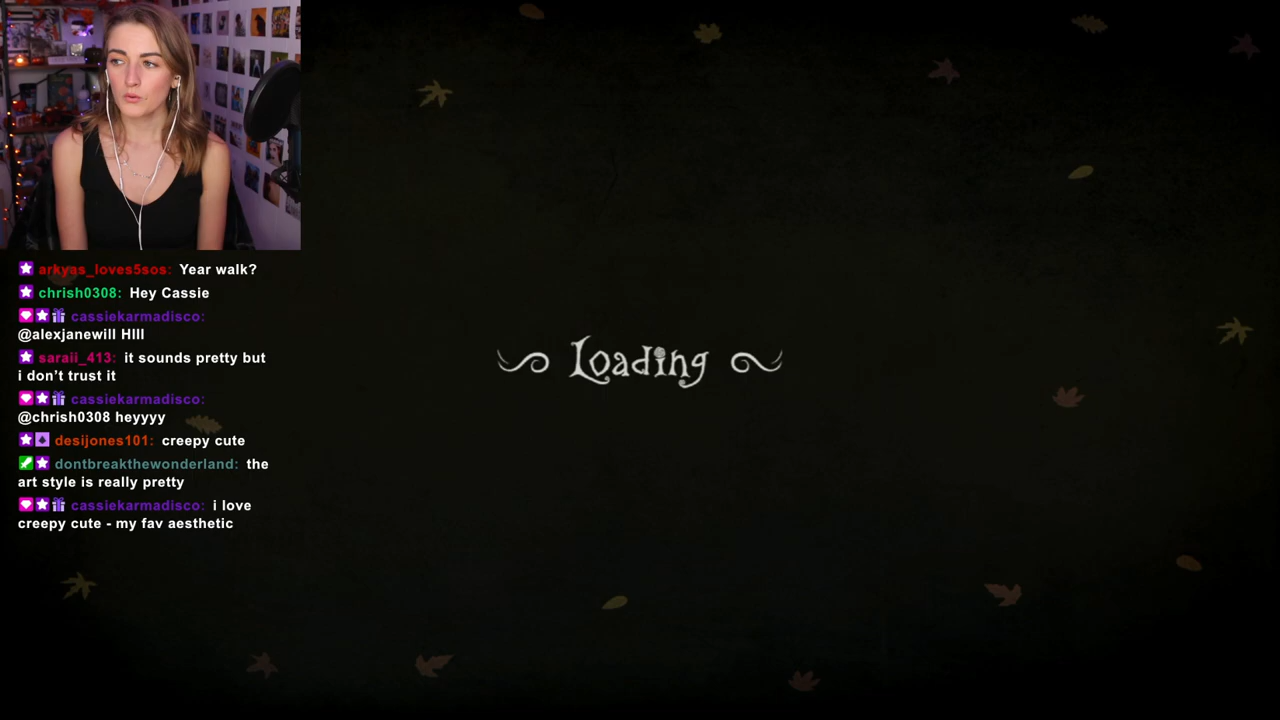 arkyas_loves5sos: Year walk?
chrish0308: Hey Cassie
cassiekarmadisco:
@alexjanewill HIII
saraii_413: it sounds pretty but
i don't trust it
cassiekarmadisco:
@chrish0308 heyyyy
desijones101: creepy cute
dontbreakthewonderland: the
art style is really pretty
cassiekarmadisco: i love
creepy cute - my fav aesthetic
Loading